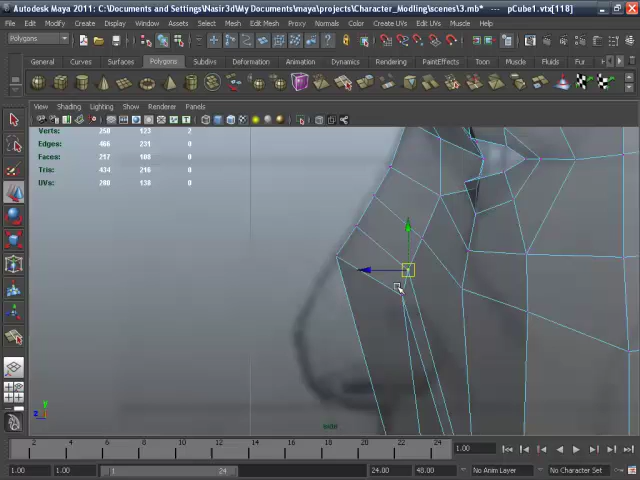 Autodesk Maya 2011: C:\Documents and Settings\Nasir3d\My Documents\maya\projects\Character_Modling\scenes\3.mb* --- pCube1.vtx[118]
File Edit Modify Create Display Window Assets Select Mesh Edit Mesh Proxy Normals Color Create UVs Edit UVs Muscle Help
Polygons
General Curves Surfaces Polygons Subdivs Deformation Animation Dynamics Rendering PaintEffects Toon Muscle Fluids Fur
View Shading Lighting Show Renderer Panels
Verts: 250 123 2
Edges: 466 231 0
Faces: 217 108 0
Tris: 434 216 0
UVs: 208 138 0
Y
Z
side
2 4 6 8 10 12 14 16 18 20 22 24 1.00
1.00 1.00 1 24 24.00 48.00 No Anim Layer No Character Set